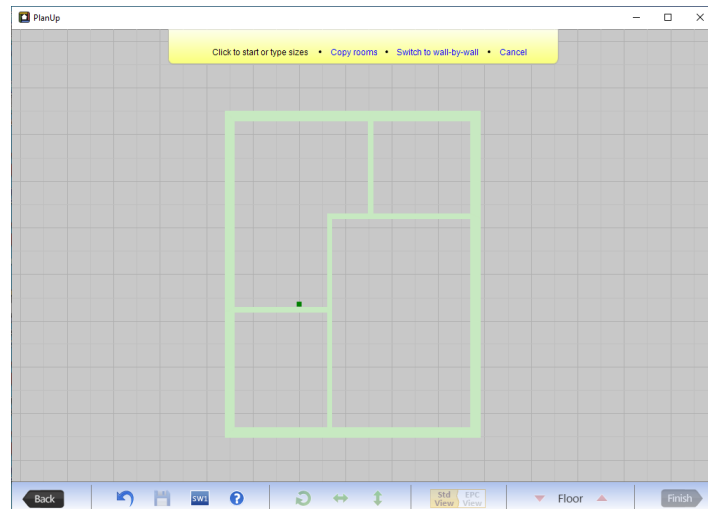 PlanUp
Click to start or type sizes • Copy rooms • Switch to wall-by-wall • Cancel
Back
SW1
?
Std View
EPC View
Floor
Finish